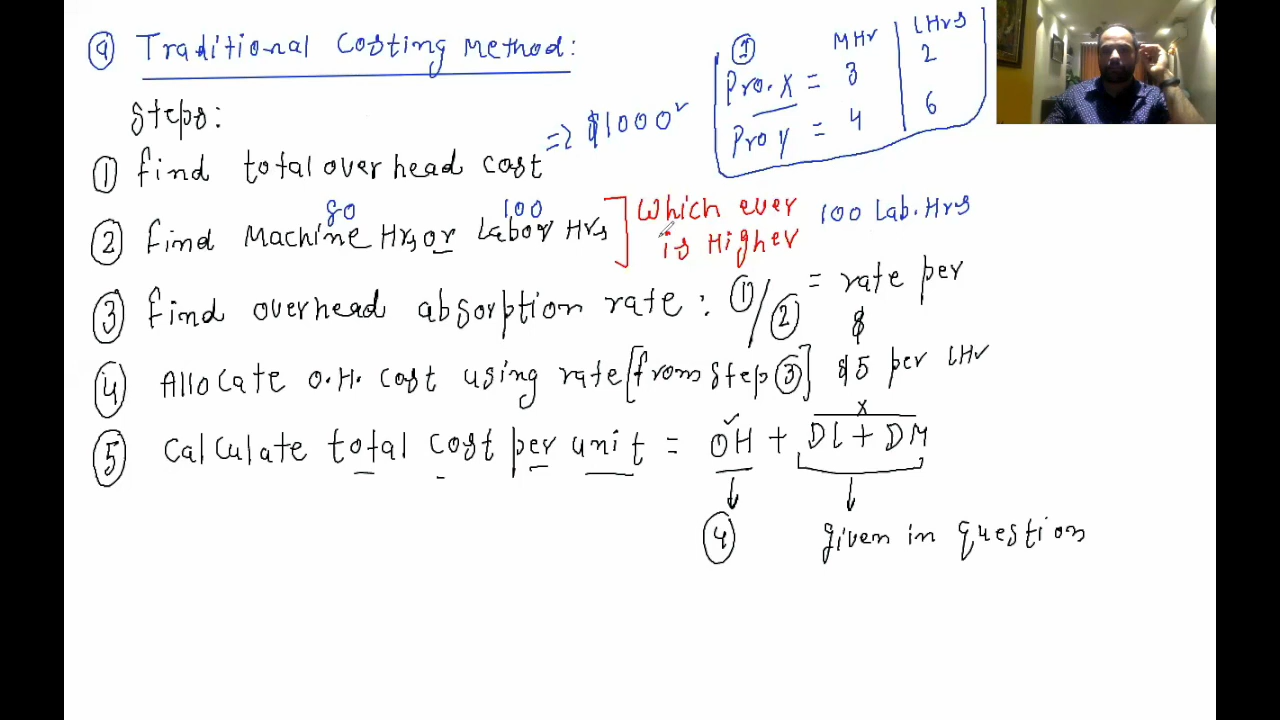 ⓐ Traditional Costing Method:
Steps:
① Find total overhead cost => $1000
② Find Machine Hrs or Labor Hrs ] Which ever is Higher 100 Lab. Hrs
80 100
③ Find overhead absorption rate: ①/② = rate per $
④ Allocate O.H. cost using rate [from step ③] $5 per LHr
⑤ Calculate total cost per unit = OH + DL + DM
x
④ given in question
①
MHr LHrs
Pro. X = 3 2
Pro Y = 4 6